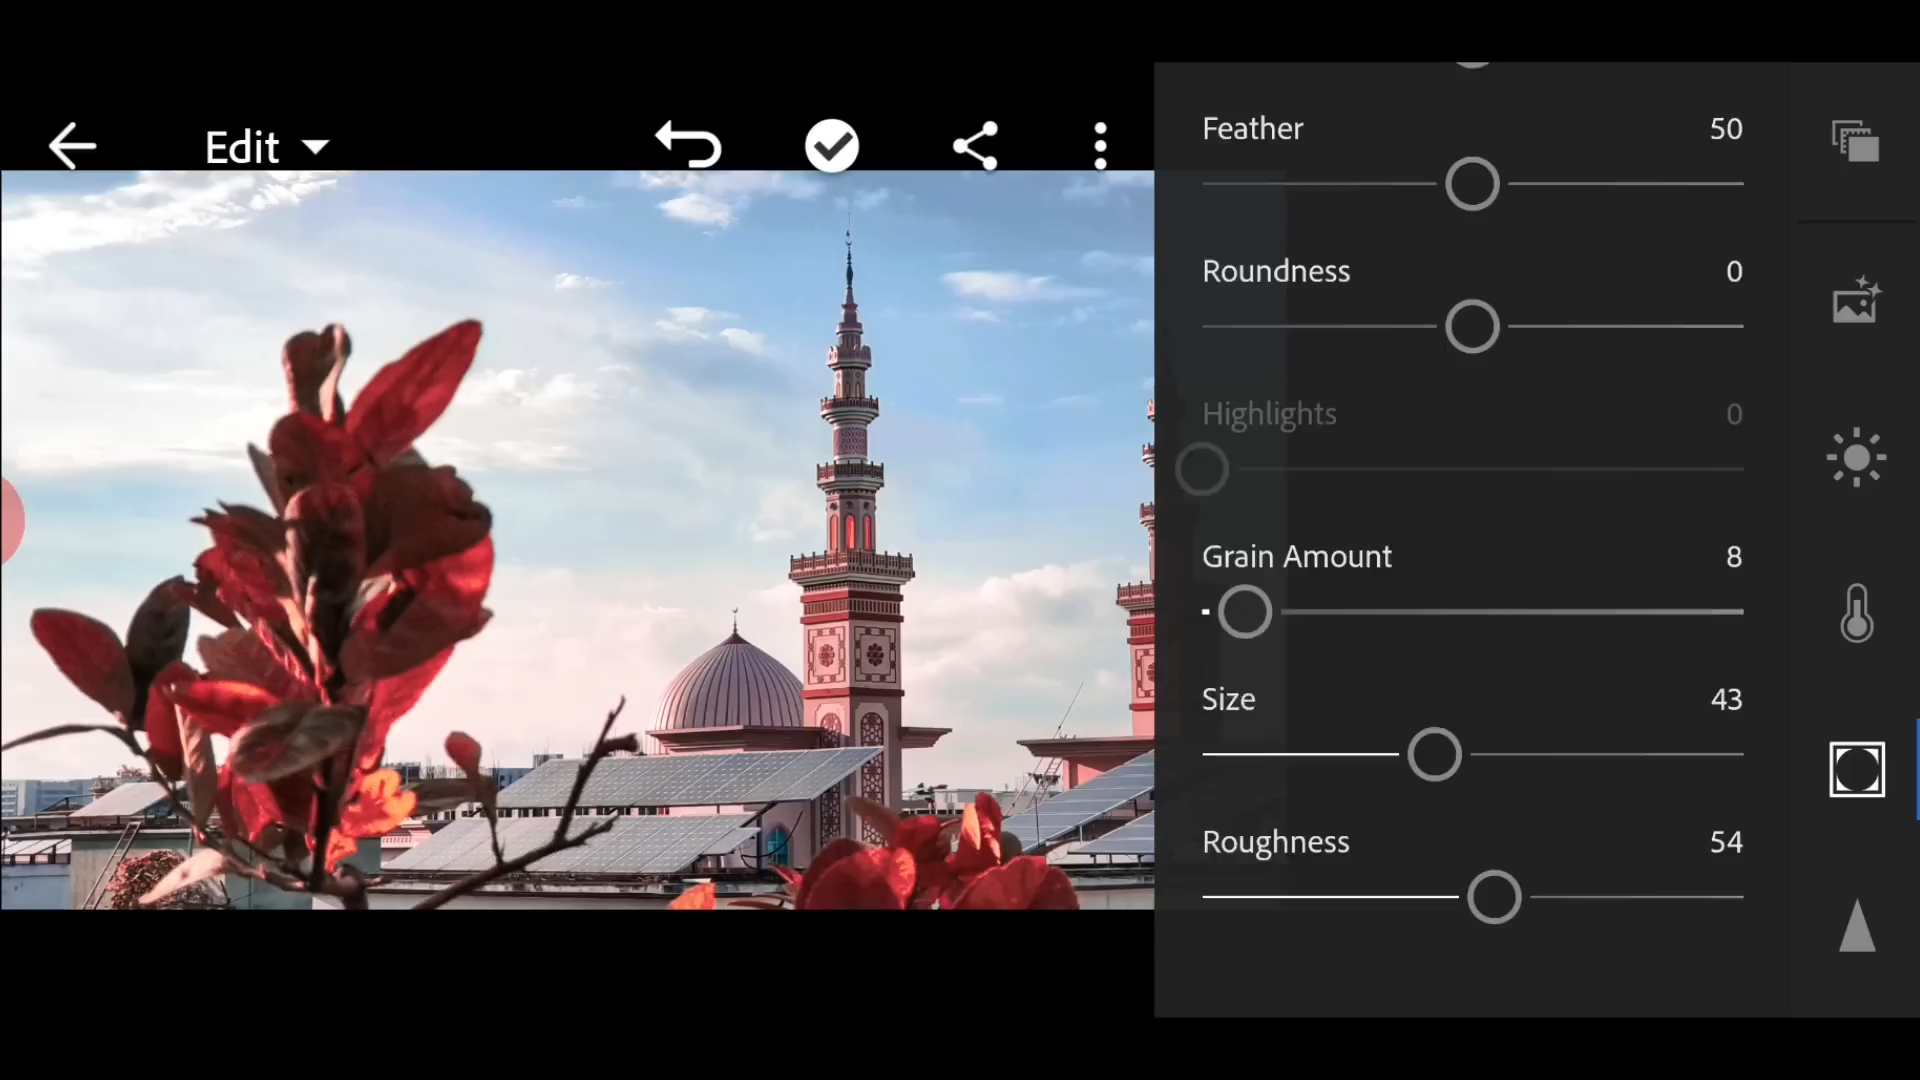 Edit
Feather 50
Roundness 0
Highlights 0
Grain Amount 8
Size 43
Roughness 54